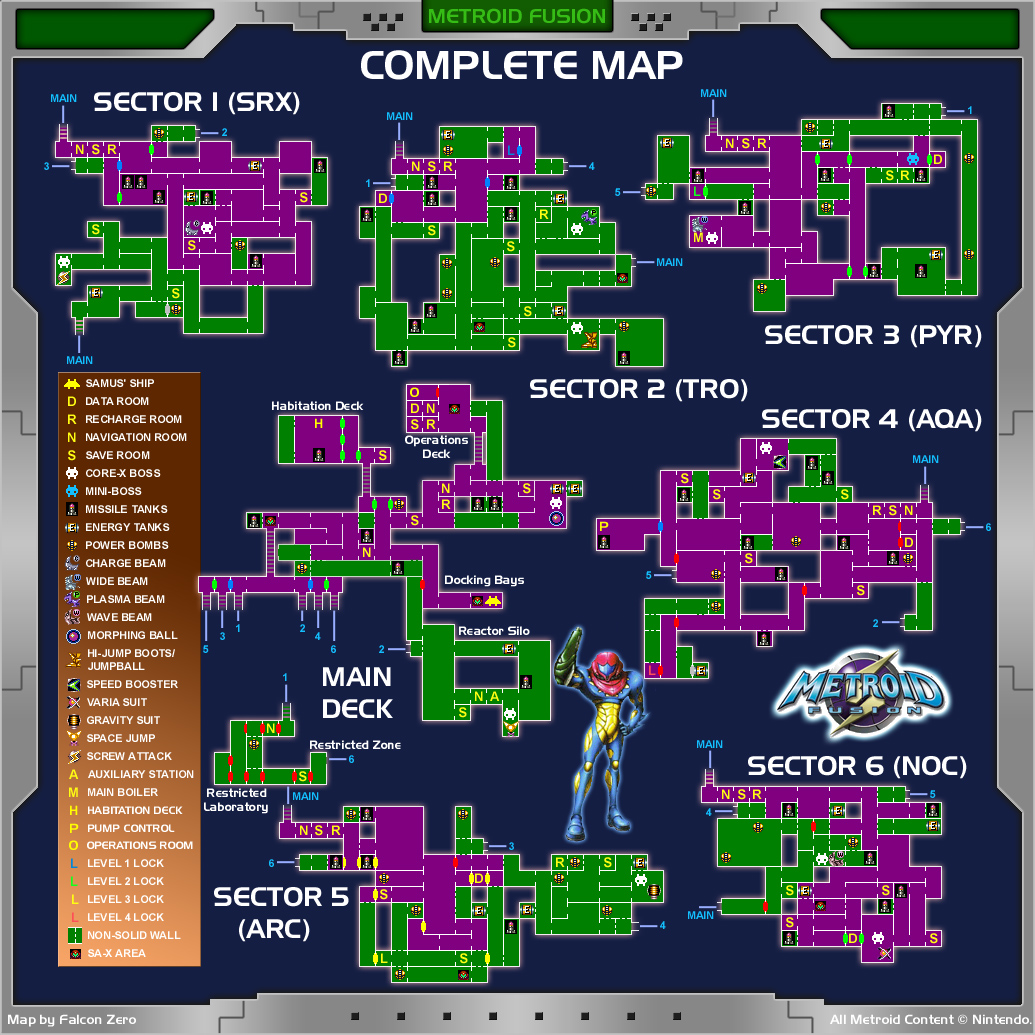 METROID FUSION
COMPLETE MAP
SECTOR 1 (SRX)
MAIN
N S R
2
3
S
S
S
S
MAIN
MAIN
L
N S R
4
1
D
R
S
S
MAIN
S
S
SECTOR 2 (TRO)
MAIN
1
N S R
D
5
L
S R
M
SECTOR 3 (PYR)
SAMUS' SHIP
D DATA ROOM
R RECHARGE ROOM
N NAVIGATION ROOM
S SAVE ROOM
CORE-X BOSS
MINI-BOSS
MISSILE TANKS
ENERGY TANKS
POWER BOMBS
CHARGE BEAM
WIDE BEAM
PLASMA BEAM
WAVE BEAM
MORPHING BALL
HI-JUMP BOOTS/
JUMPBALL
SPEED BOOSTER
VARIA SUIT
GRAVITY SUIT
SPACE JUMP
SCREW ATTACK
A AUXILIARY STATION
M MAIN BOILER
H HABITATION DECK
P PUMP CONTROL
O OPERATIONS ROOM
L LEVEL 1 LOCK
L LEVEL 2 LOCK
L LEVEL 3 LOCK
L LEVEL 4 LOCK
NON-SOLID WALL
SA-X AREA
Habitation Deck
H
S
O
D N
S R
Operations
Deck
N
S
R
S
N
Docking Bays
5
3
1
2
4
6
Reactor Silo
2
N A
S
MAIN
DECK
1
N
Restricted Zone
6
S
Restricted
Laboratory
SECTOR 4 (AQA)
MAIN
S
S
S
R S N
P
6
D
S
5
S
2
L
METROID
FUSION
MAIN
N S R
3
6
D
R
S
S
4
L
S
SECTOR 5
(ARC)
SECTOR 6 (NOC)
MAIN
N S R
5
4
S
S
MAIN
S
D
S
Map by Falcon Zero
All Metroid Content © Nintendo